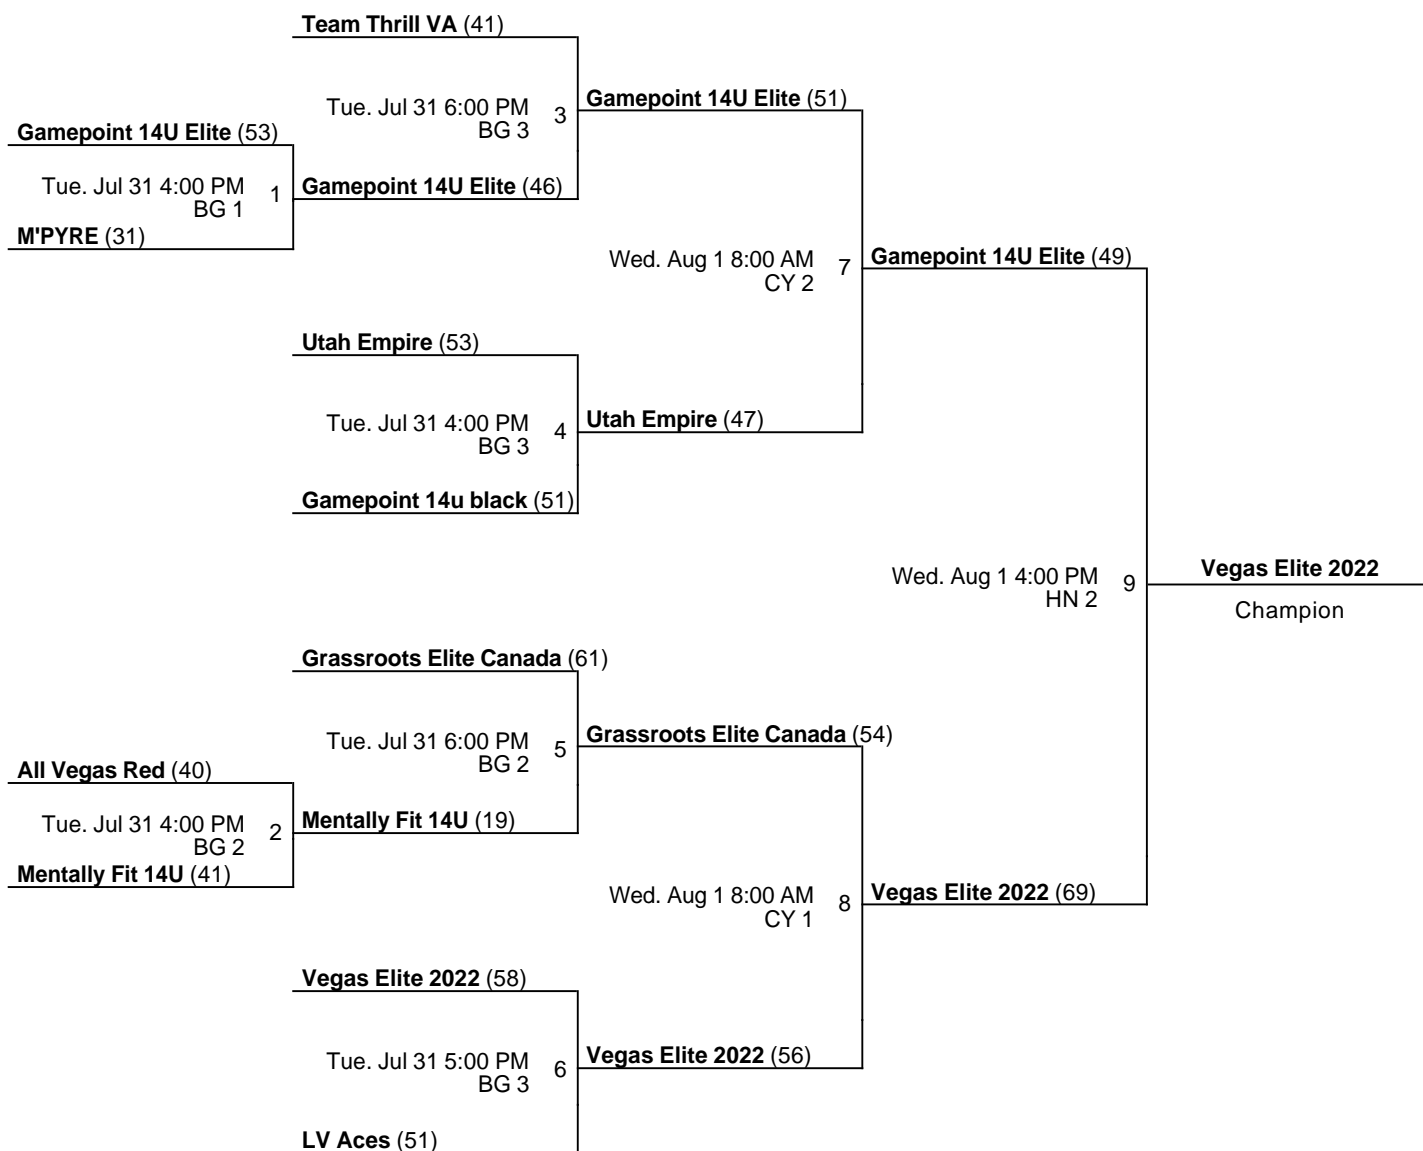 Team Thrill VA (41)
Tue. Jul 31 6:00 PM
BG 3
3
Gamepoint 14U Elite (51)
Gamepoint 14U Elite (53)
Tue. Jul 31 4:00 PM
BG 1
1
Gamepoint 14U Elite (46)
M'PYRE (31)
Wed. Aug 1 8:00 AM
CY 2
7
Gamepoint 14U Elite (49)
Utah Empire (53)
Tue. Jul 31 4:00 PM
BG 3
4
Utah Empire (47)
Gamepoint 14u black (51)
Wed. Aug 1 4:00 PM
HN 2
9
Vegas Elite 2022
Champion
Grassroots Elite Canada (61)
Tue. Jul 31 6:00 PM
BG 2
5
Grassroots Elite Canada (54)
All Vegas Red (40)
Tue. Jul 31 4:00 PM
BG 2
2
Mentally Fit 14U (19)
Mentally Fit 14U (41)
Wed. Aug 1 8:00 AM
CY 1
8
Vegas Elite 2022 (69)
Vegas Elite 2022 (58)
Tue. Jul 31 5:00 PM
BG 3
6
Vegas Elite 2022 (56)
LV Aces (51)